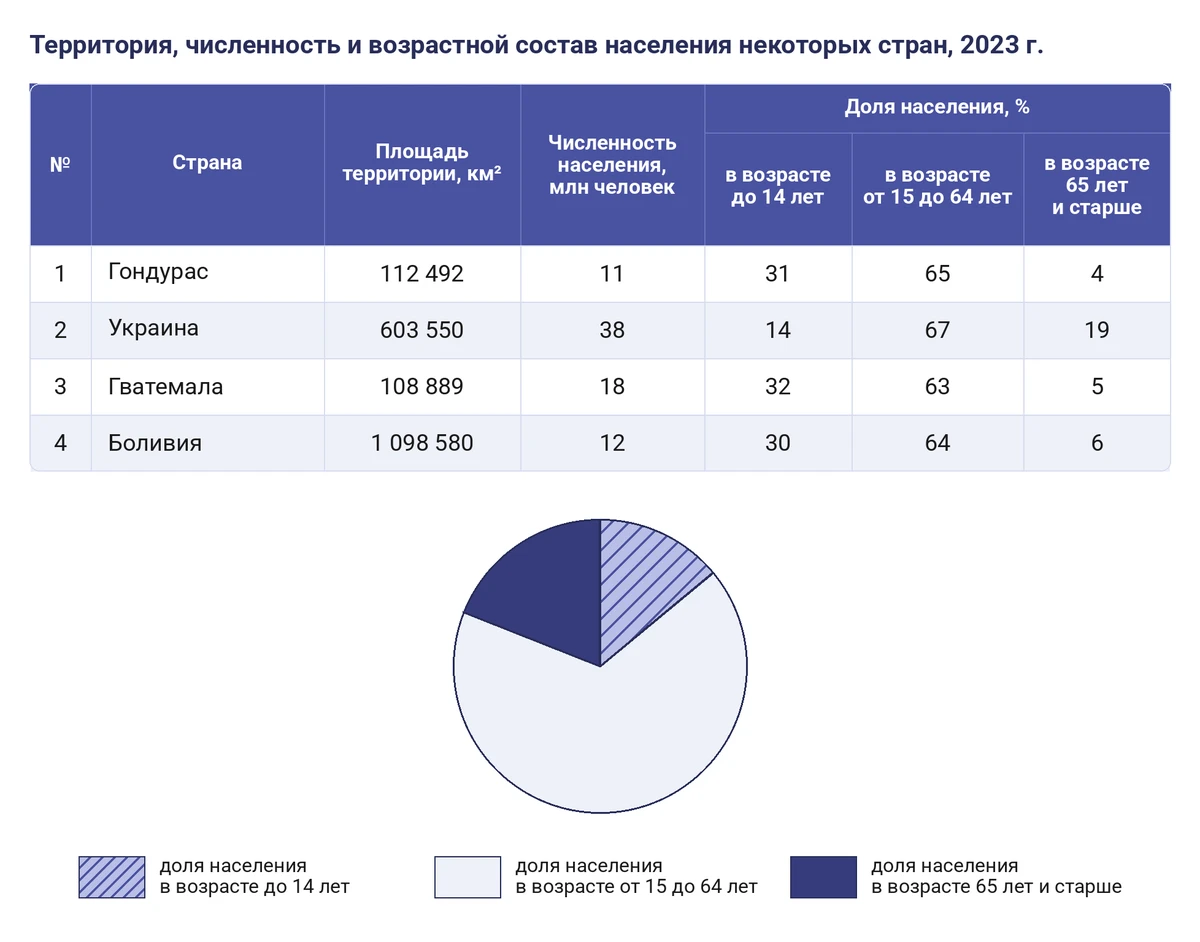 Территория, численность и возрастной состав населения некоторых стран, 2023 г.
№
Страна
Площадь
территории, км²
Численность
населения,
млн человек
Доля населения, %
в возрасте
до 14 лет
в возрасте
от 15 до 64 лет
в возрасте
65 лет
и старше
1 Гондурас 112 492 11 31 65 4
2 Украина 603 550 38 14 67 19
3 Гватемала 108 889 18 32 63 5
4 Боливия 1 098 580 12 30 64 6
доля населения
в возрасте до 14 лет
доля населения
в возрасте от 15 до 64 лет
доля населения
в возрасте 65 лет и старше